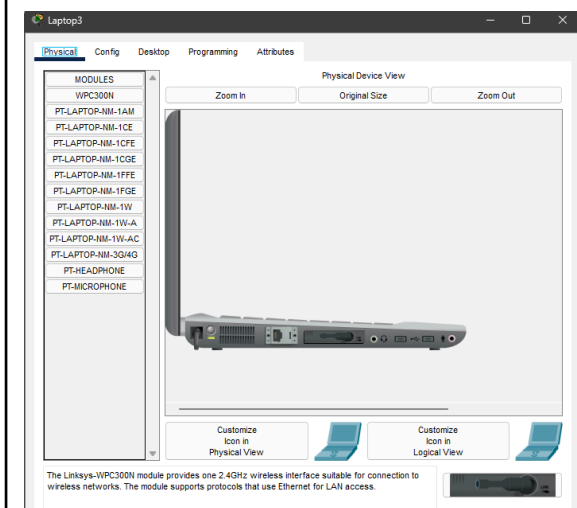 Laptop3
Physical Config Desktop Programming Attributes
MODULES
WPC300N
PT-LAPTOP-NM-1AM
PT-LAPTOP-NM-1CE
PT-LAPTOP-NM-1CFE
PT-LAPTOP-NM-1CGE
PT-LAPTOP-NM-1FFE
PT-LAPTOP-NM-1FGE
PT-LAPTOP-NM-1W
PT-LAPTOP-NM-1W-A
PT-LAPTOP-NM-1W-AC
PT-LAPTOP-NM-3G/4G
PT-HEADPHONE
PT-MICROPHONE
Physical Device View
Zoom In Original Size Zoom Out
Customize
Icon in
Physical View
Customize
Icon in
Logical View
The Linksys-WPC300N module provides one 2.4GHz wireless interface suitable for connection to
wireless networks. The module supports protocols that use Ethernet for LAN access.